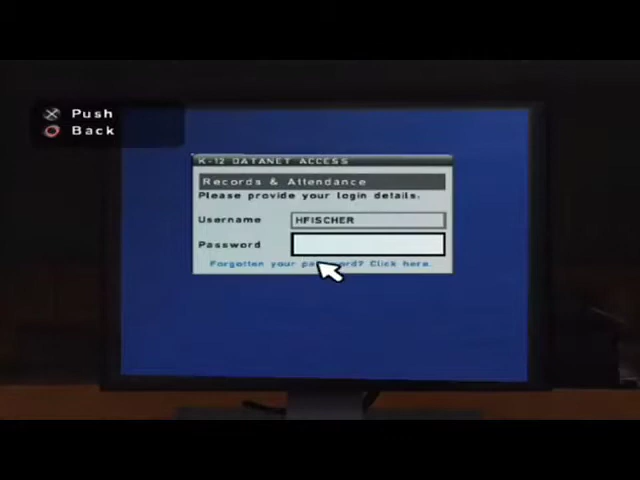 Push
Back
K-12 DATANET ACCESS
Records & Attendance
Please provide your login details.
Username HFISCHER
Password
Forgotten your password? Click here.